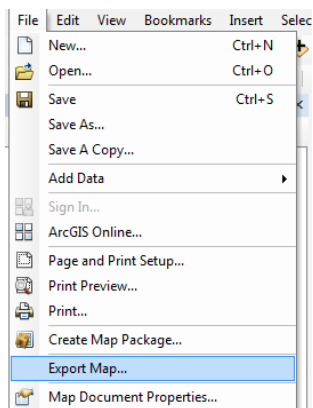 File Edit View Bookmarks Insert Selec
New... Ctrl+N
Open... Ctrl+O
Save Ctrl+S
Save As...
Save A Copy...
Add Data
Sign In...
ArcGIS Online...
Page and Print Setup...
Print Preview...
Print...
Create Map Package...
Export Map...
Map Document Properties...